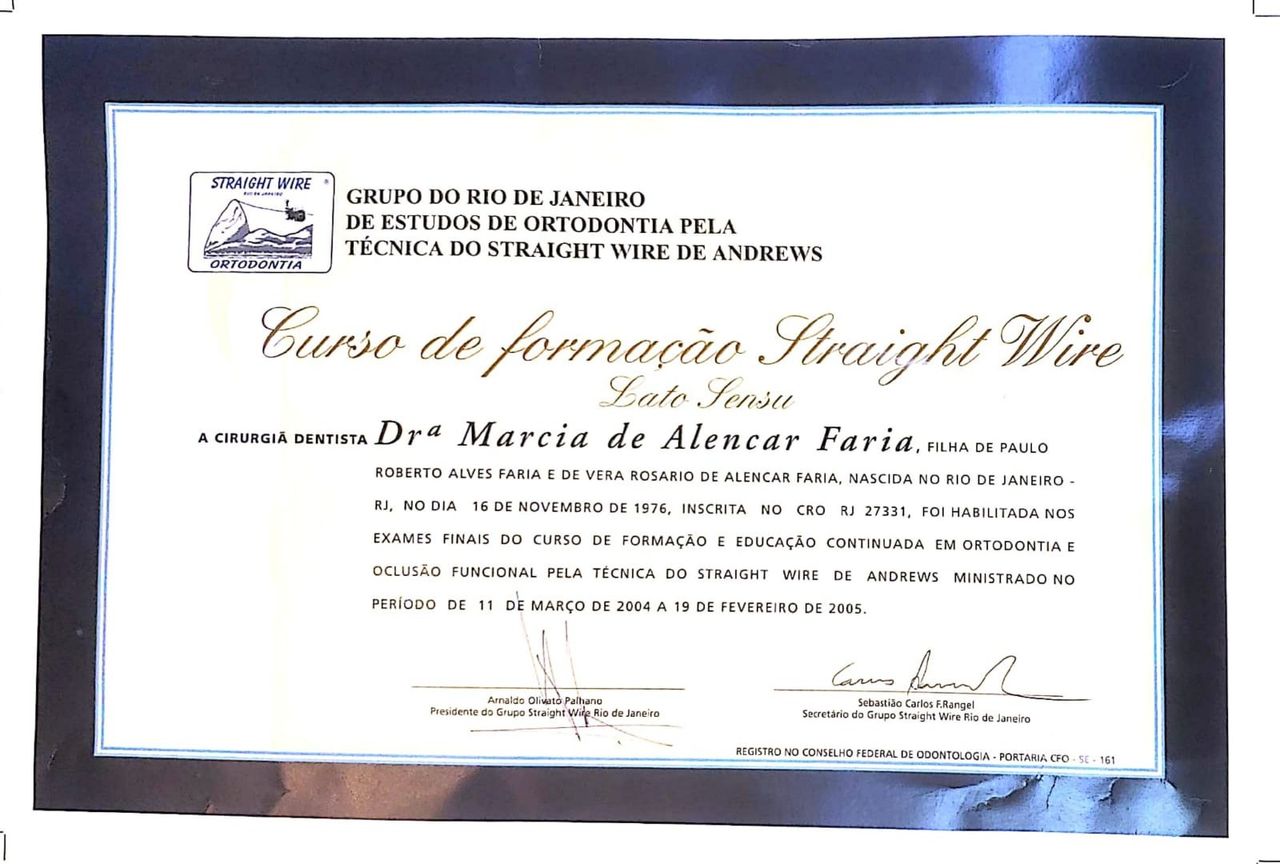 STRAIGHT WIRE ®
RIO DE JANEIRO
ORTODONTIA
GRUPO DO RIO DE JANEIRO
DE ESTUDOS DE ORTODONTIA PELA
TÉCNICA DO STRAIGHT WIRE DE ANDREWS
Curso de formação Straight Wire
Lato Sensu
A CIRURGIÃ DENTISTA Drª Marcia de Alencar Faria, FILHA DE PAULO
ROBERTO ALVES FARIA E DE VERA ROSARIO DE ALENCAR FARIA, NASCIDA NO RIO DE JANEIRO -
RJ, NO DIA 16 DE NOVEMBRO DE 1976, INSCRITA NO CRO RJ 27331, FOI HABILITADA NOS
EXAMES FINAIS DO CURSO DE FORMAÇÃO E EDUCAÇÃO CONTINUADA EM ORTODONTIA E
OCLUSÃO FUNCIONAL PELA TÉCNICA DO STRAIGHT WIRE DE ANDREWS MINISTRADO NO
PERÍODO DE 11 DE MARÇO DE 2004 A 19 DE FEVEREIRO DE 2005.
Arnaldo Olivato Palhano
Presidente do Grupo Straight Wire Rio de Janeiro
Sebastião Carlos F.Rangel
Secretário do Grupo Straight Wire Rio de Janeiro
REGISTRO NO CONSELHO FEDERAL DE ODONTOLOGIA - PORTARIA CFO - SE - 161